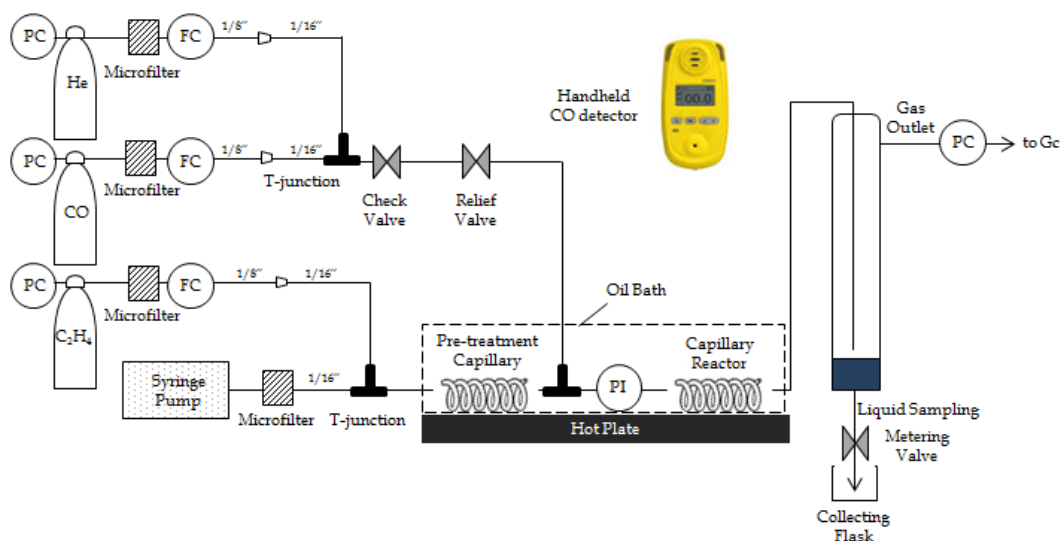 PC
He
Microfilter
FC
1/8″
1/16″
PC
CO
Microfilter
FC
1/8″
1/16″
T-junction
Check
Valve
Relief
Valve
Handheld
CO detector
00.0
Gas
Outlet
PC
to Gc
PC
C₂H₄
Microfilter
FC
1/8″
1/16″
Oil Bath
Syringe
Pump
Microfilter
1/16″
T-junction
Pre-treatment
Capillary
PI
Capillary
Reactor
Hot Plate
Liquid Sampling
Metering
Valve
Collecting
Flask